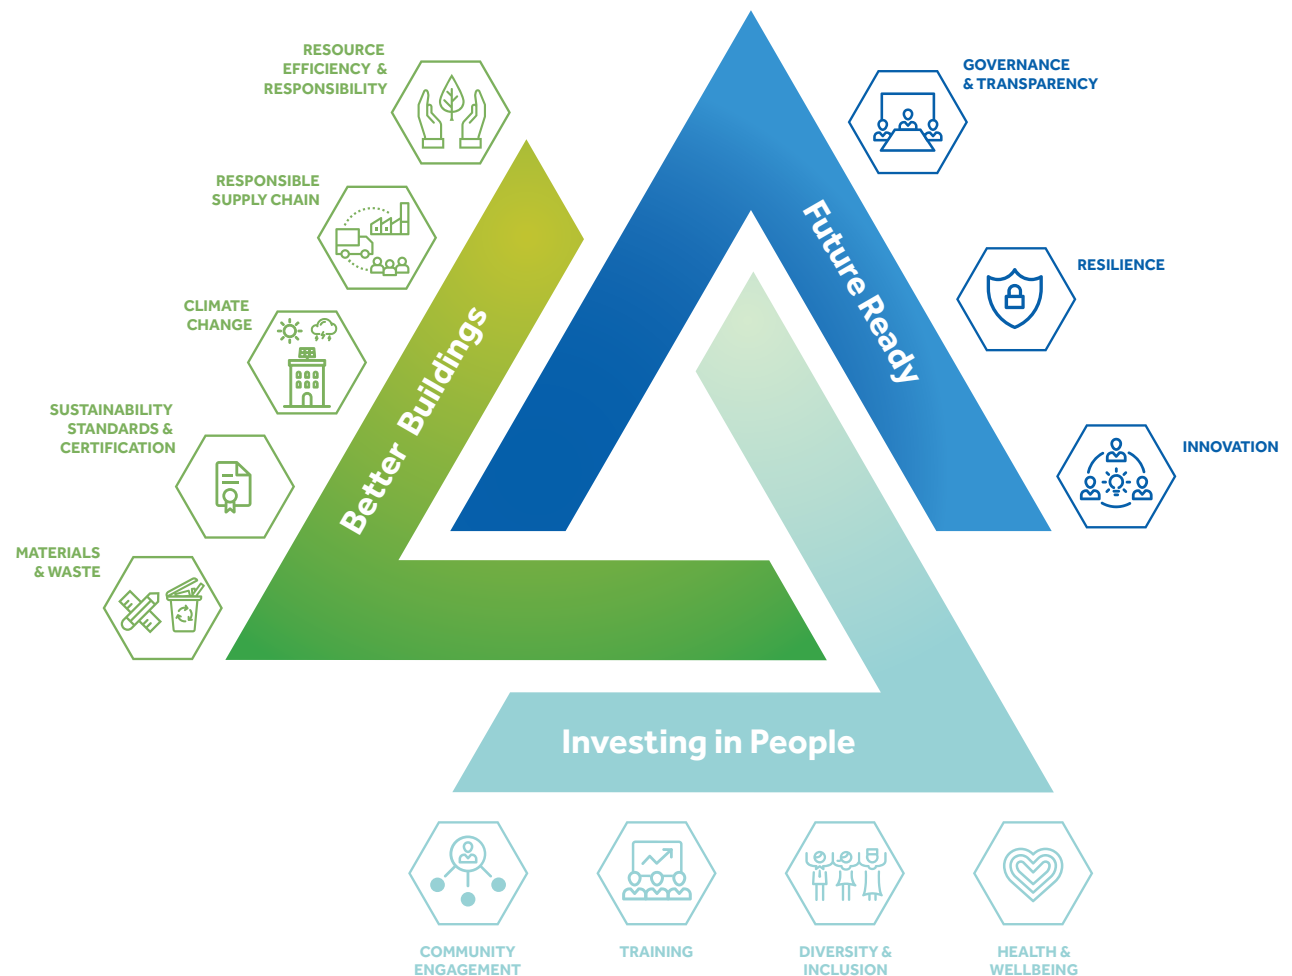 RESOURCE
EFFICIENCY &
RESPONSIBILITY
RESPONSIBLE
SUPPLY CHAIN
CLIMATE
CHANGE
SUSTAINABILITY
STANDARDS &
CERTIFICATION
MATERIALS
& WASTE
Better Buildings
Future Ready
GOVERNANCE
& TRANSPARENCY
RESILIENCE
INNOVATION
Investing in People
COMMUNITY
ENGAGEMENT
TRAINING
DIVERSITY &
INCLUSION
HEALTH &
WELLBEING